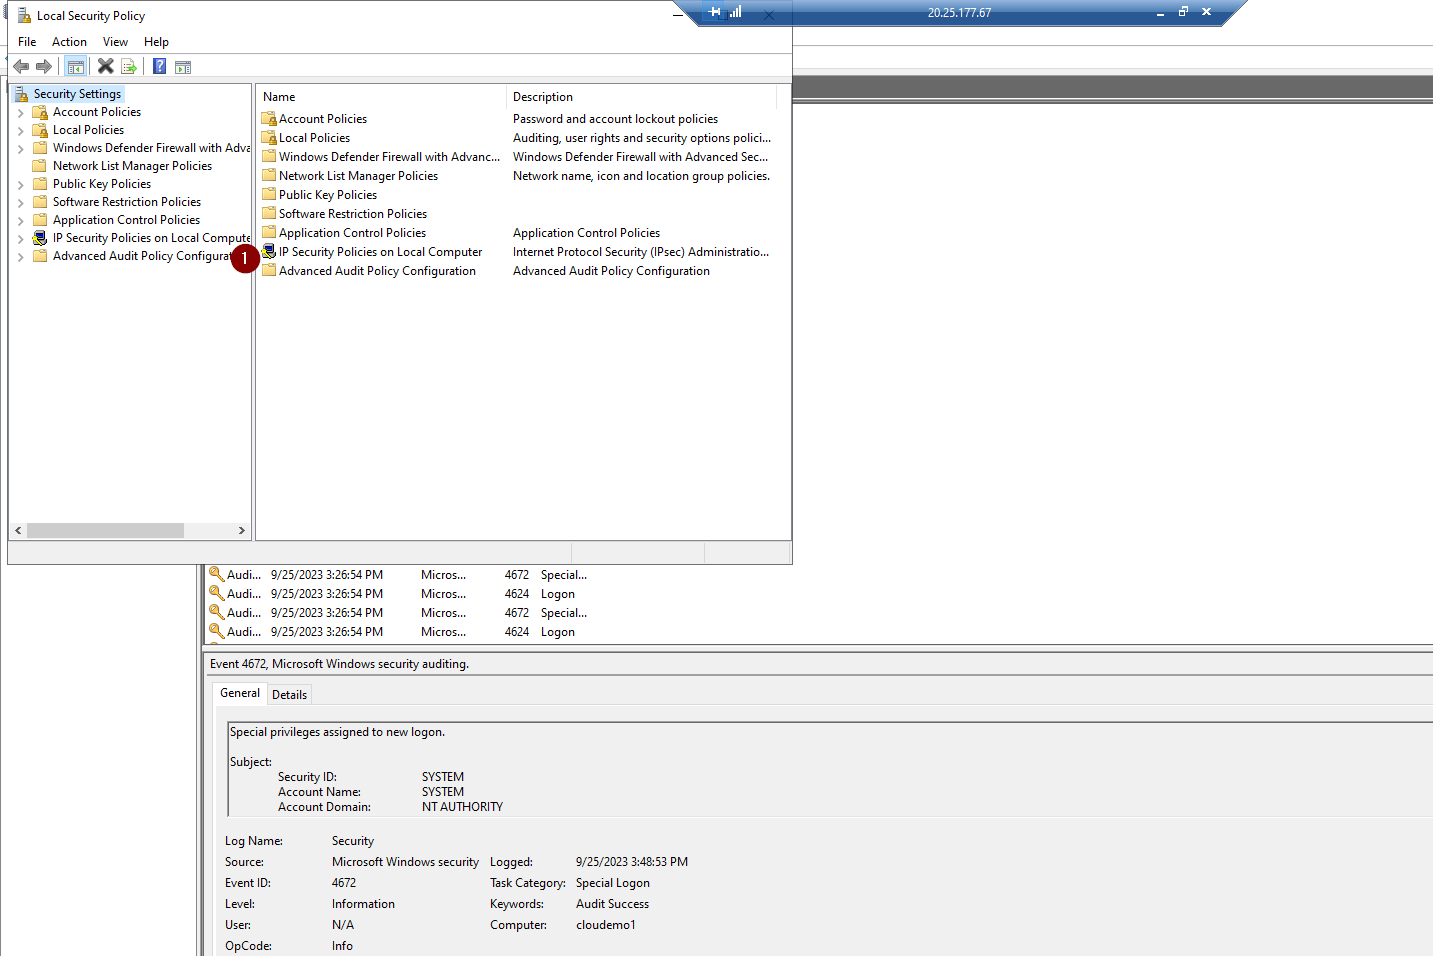 Local Security Policy
20.25.177.67
File Action View Help
Security Settings
Account Policies
Local Policies
Windows Defender Firewall with Adva
Network List Manager Policies
Public Key Policies
Software Restriction Policies
Application Control Policies
IP Security Policies on Local Compute
Advanced Audit Policy Configurat
1
Name Description
Account Policies Password and account lockout policies
Local Policies Auditing, user rights and security options polici...
Windows Defender Firewall with Advanc... Windows Defender Firewall with Advanced Sec...
Network List Manager Policies Network name, icon and location group policies.
Public Key Policies
Software Restriction Policies
Application Control Policies Application Control Policies
IP Security Policies on Local Computer Internet Protocol Security (IPsec) Administratio...
Advanced Audit Policy Configuration Advanced Audit Policy Configuration
Audi... 9/25/2023 3:26:54 PM Micros... 4672 Special...
Audi... 9/25/2023 3:26:54 PM Micros... 4624 Logon
Audi... 9/25/2023 3:26:54 PM Micros... 4672 Special...
Audi... 9/25/2023 3:26:54 PM Micros... 4624 Logon
Event 4672, Microsoft Windows security auditing.
General Details
Special privileges assigned to new logon.
Subject:
Security ID: SYSTEM
Account Name: SYSTEM
Account Domain: NT AUTHORITY
Log Name: Security
Source: Microsoft Windows security Logged: 9/25/2023 3:48:53 PM
Event ID: 4672 Task Category: Special Logon
Level: Information Keywords: Audit Success
User: N/A Computer: cloudemo1
OpCode: Info